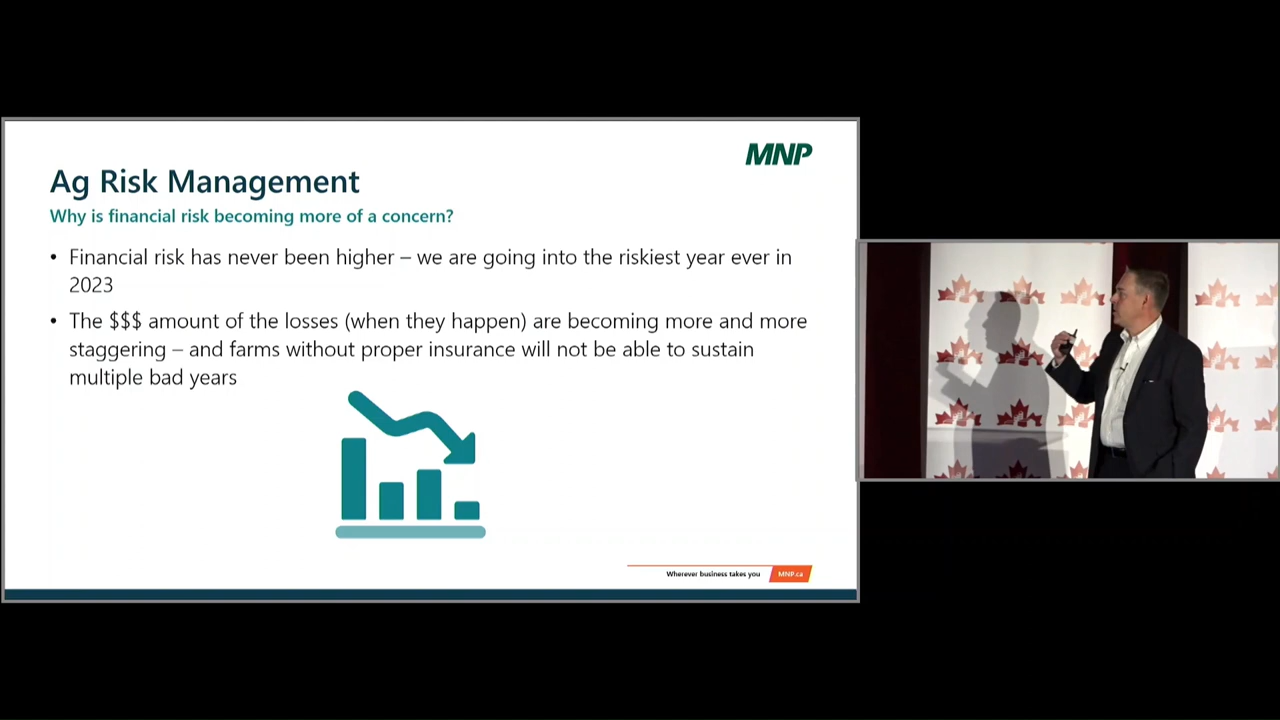 MNP
Ag Risk Management
Why is financial risk becoming more of a concern?
• Financial risk has never been higher – we are going into the riskiest year ever in
2023
• The $$$ amount of the losses (when they happen) are becoming more and more
staggering – and farms without proper insurance will not be able to sustain
multiple bad years
Wherever business takes you
MNP.ca